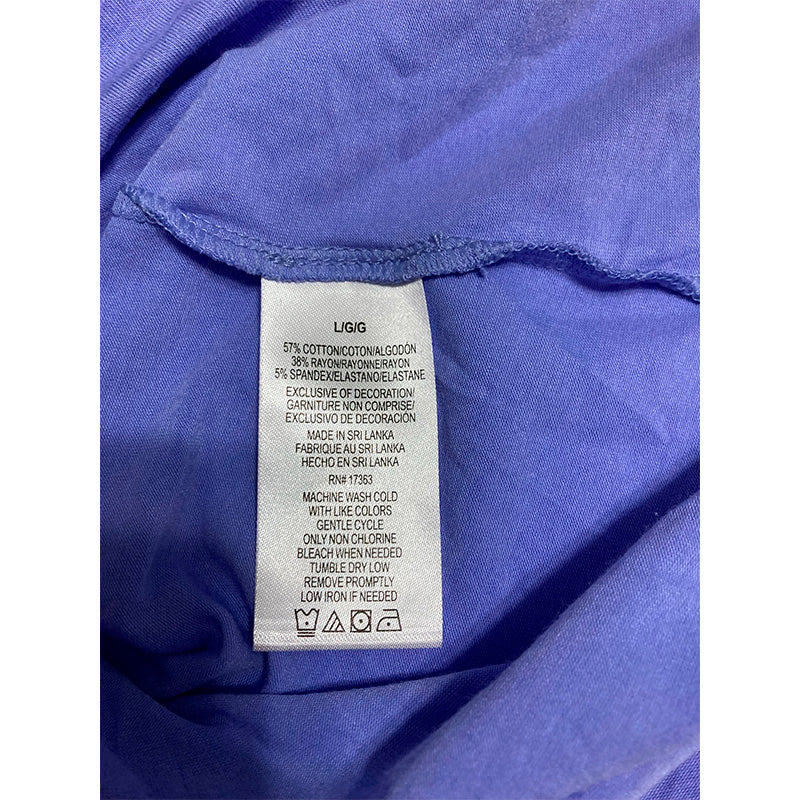 L/G/G
57% COTTON/COTON/ALGODÓN
38% RAYON/RAYONNE/RAYON
5% SPANDEX/ELASTANO/ELASTANE
EXCLUSIVE OF DECORATION/
GARNITURE NON COMPRISE/
EXCLUSIVO DE DECORACIÓN
MADE IN SRI LANKA
FABRIQUE AU SRI LANKA
HECHO EN SRI LANKA
RN# 17363
MACHINE WASH COLD
WITH LIKE COLORS
GENTLE CYCLE
ONLY NON CHLORINE
BLEACH WHEN NEEDED
TUMBLE DRY LOW
REMOVE PROMPTLY
LOW IRON IF NEEDED